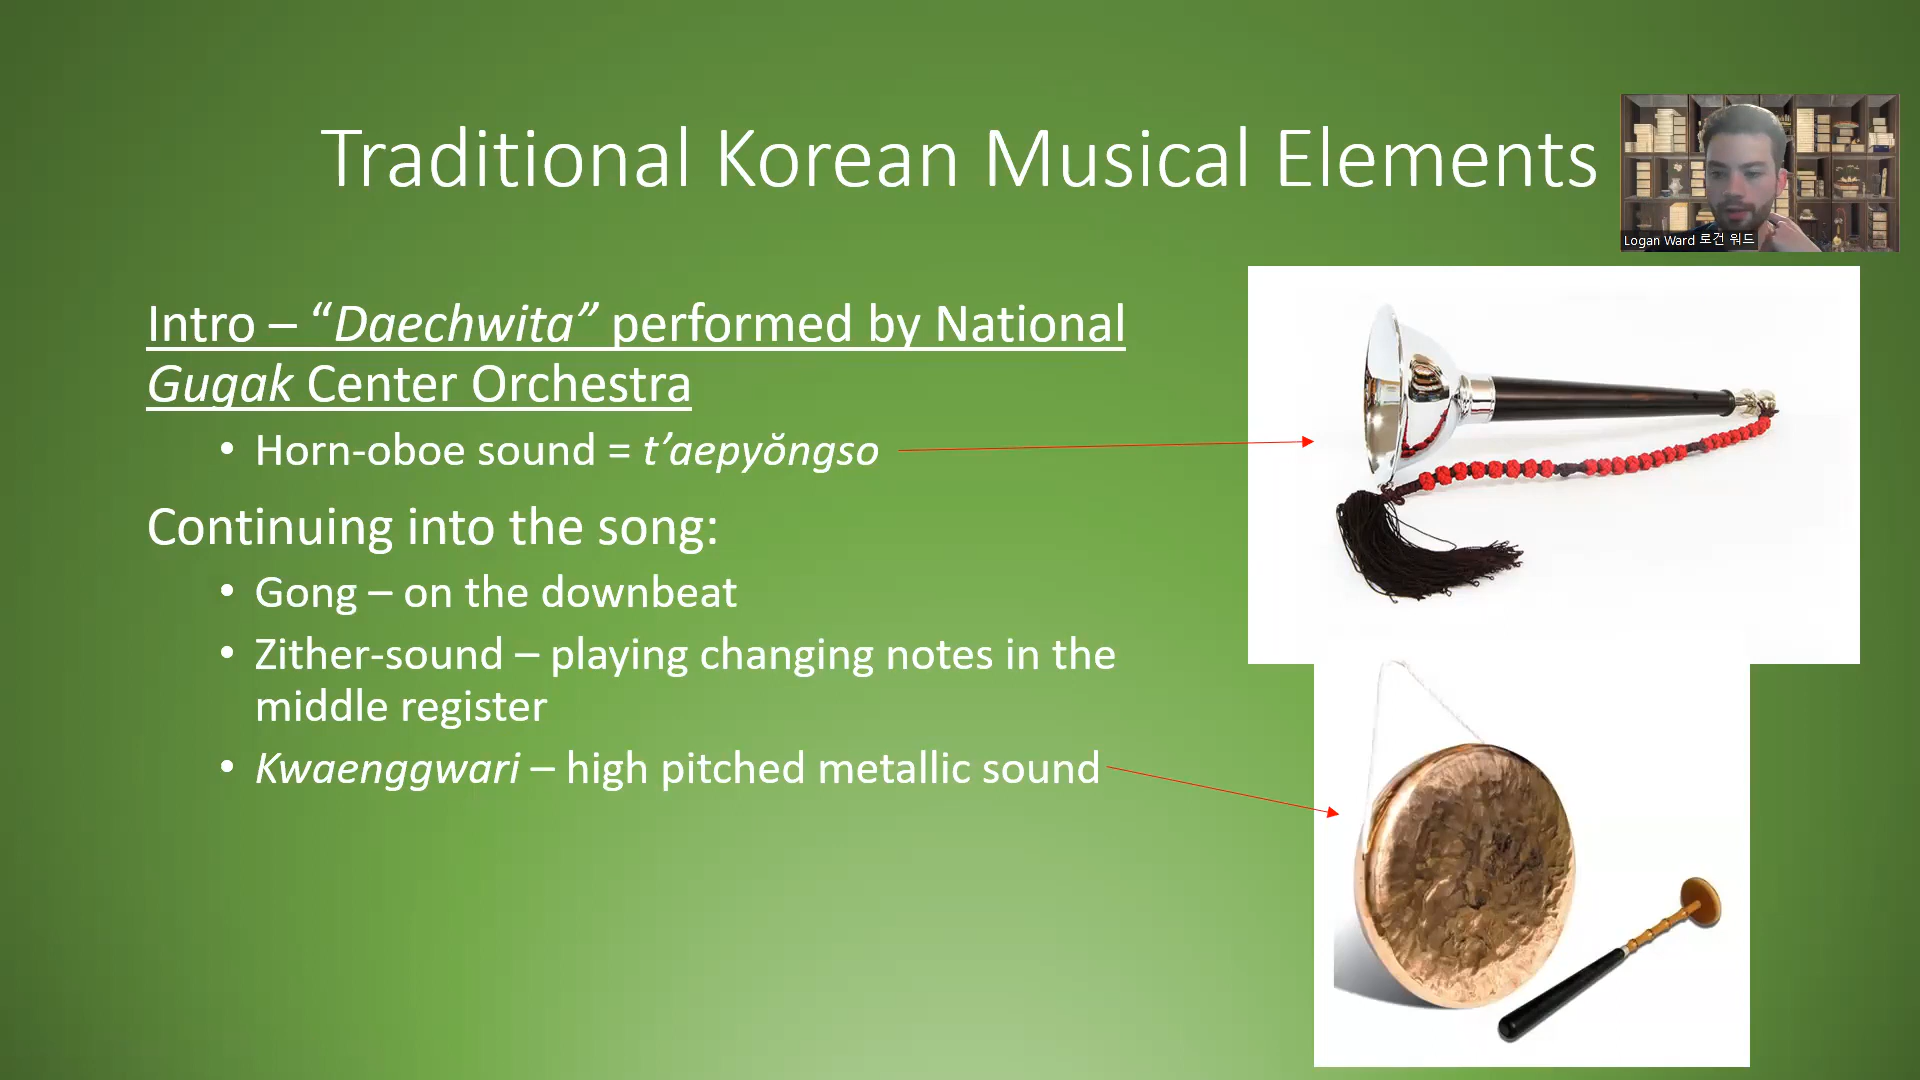 Traditional Korean Musical Elements
Logan Ward 로건 워드
Intro – “Daechwita” performed by National
Gugak Center Orchestra
• Horn-oboe sound = t’aepyŏngso
Continuing into the song:
• Gong – on the downbeat
• Zither-sound – playing changing notes in the
middle register
• Kwaenggwari – high pitched metallic sound